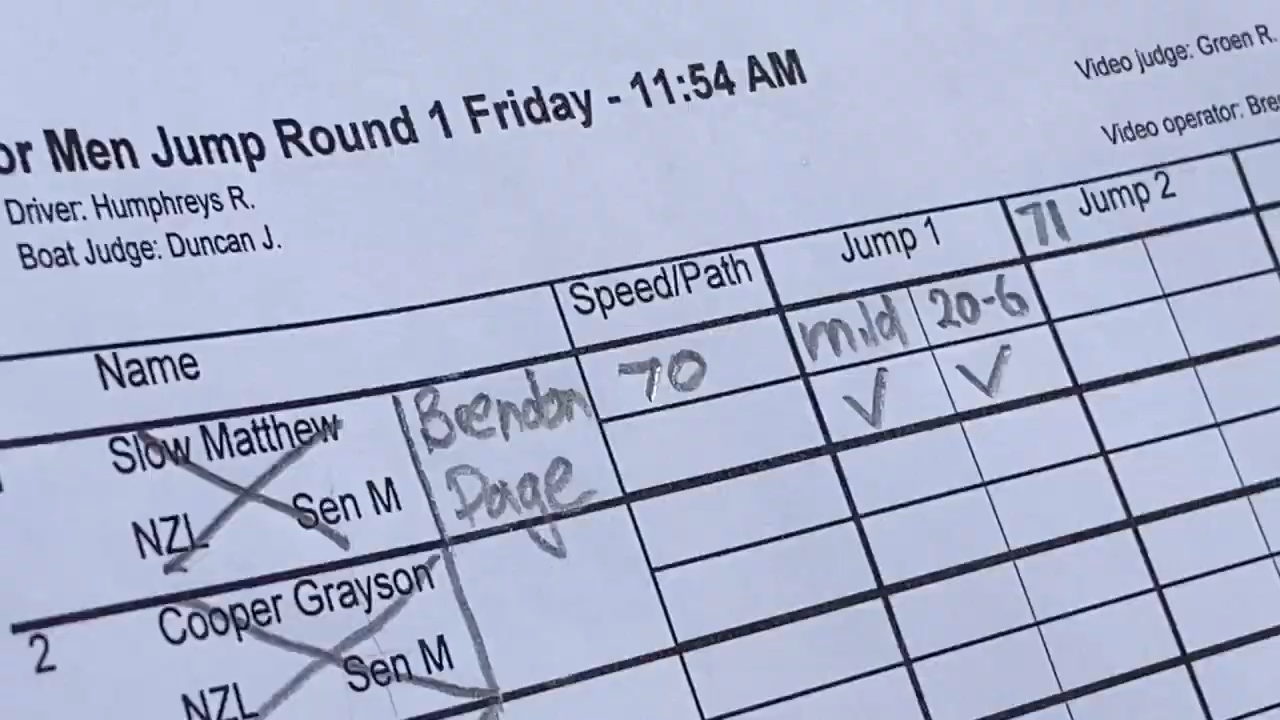 or Men Jump Round 1 Friday - 11:54 AM
Video judge: Groen R.
Driver: Humphreys R.
Video operator: Bre
Boat Judge: Duncan J.
Name Speed/Path Jump 1 71 Jump 2
Slow Matthew Brendon 70 mild 20-6
NZL Sen M Page √ √
2 Cooper Grayson
NZL Sen M